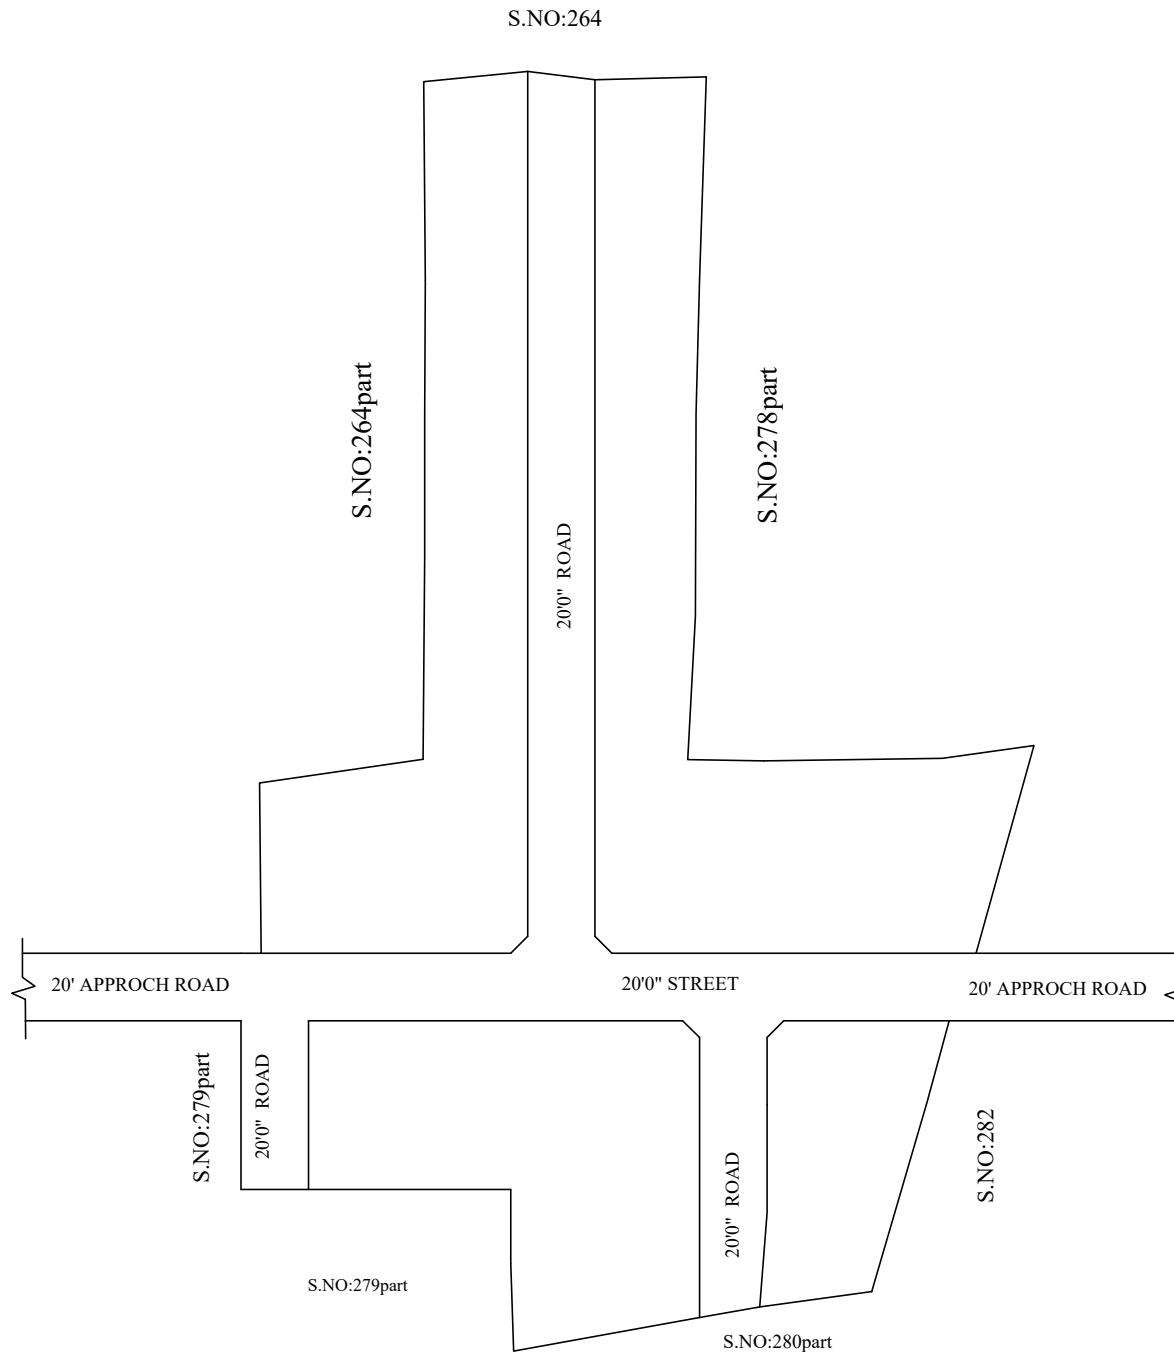 S.NO:264
S.NO:264part
S.NO:278part
20'0" ROAD
20' APPROCH ROAD
20'0" STREET
20' APPROCH ROAD
S.NO:279part
20'0" ROAD
20'0" ROAD
S.NO:282
S.NO:279part
S.NO:280part